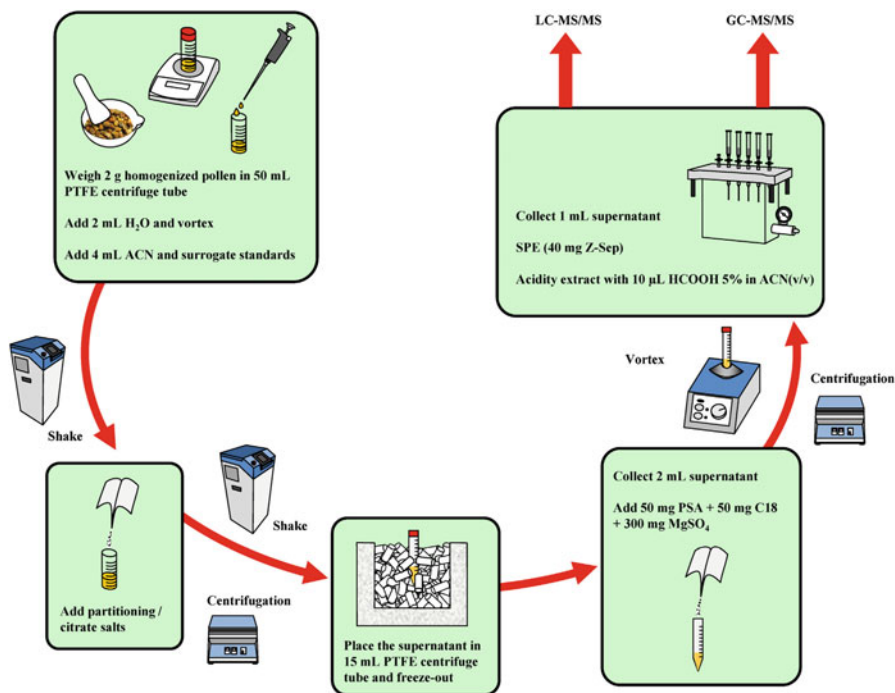 Weigh 2 g homogenized pollen in 50 mL
PTFE centrifuge tube
Add 2 mL H₂O and vortex
Add 4 mL ACN and surrogate standards
Shake
Add partitioning /
citrate salts
Shake
Centrifugation
Place the supernatant in
15 mL PTFE centrifuge
tube and freeze-out
Collect 2 mL supernatant
Add 50 mg PSA + 50 mg C18
+ 300 mg MgSO₄
Vortex
Centrifugation
Collect 1 mL supernatant
SPE (40 mg Z-Sep)
Acidity extract with 10 µL HCOOH 5% in ACN(v/v)
LC-MS/MS
GC-MS/MS